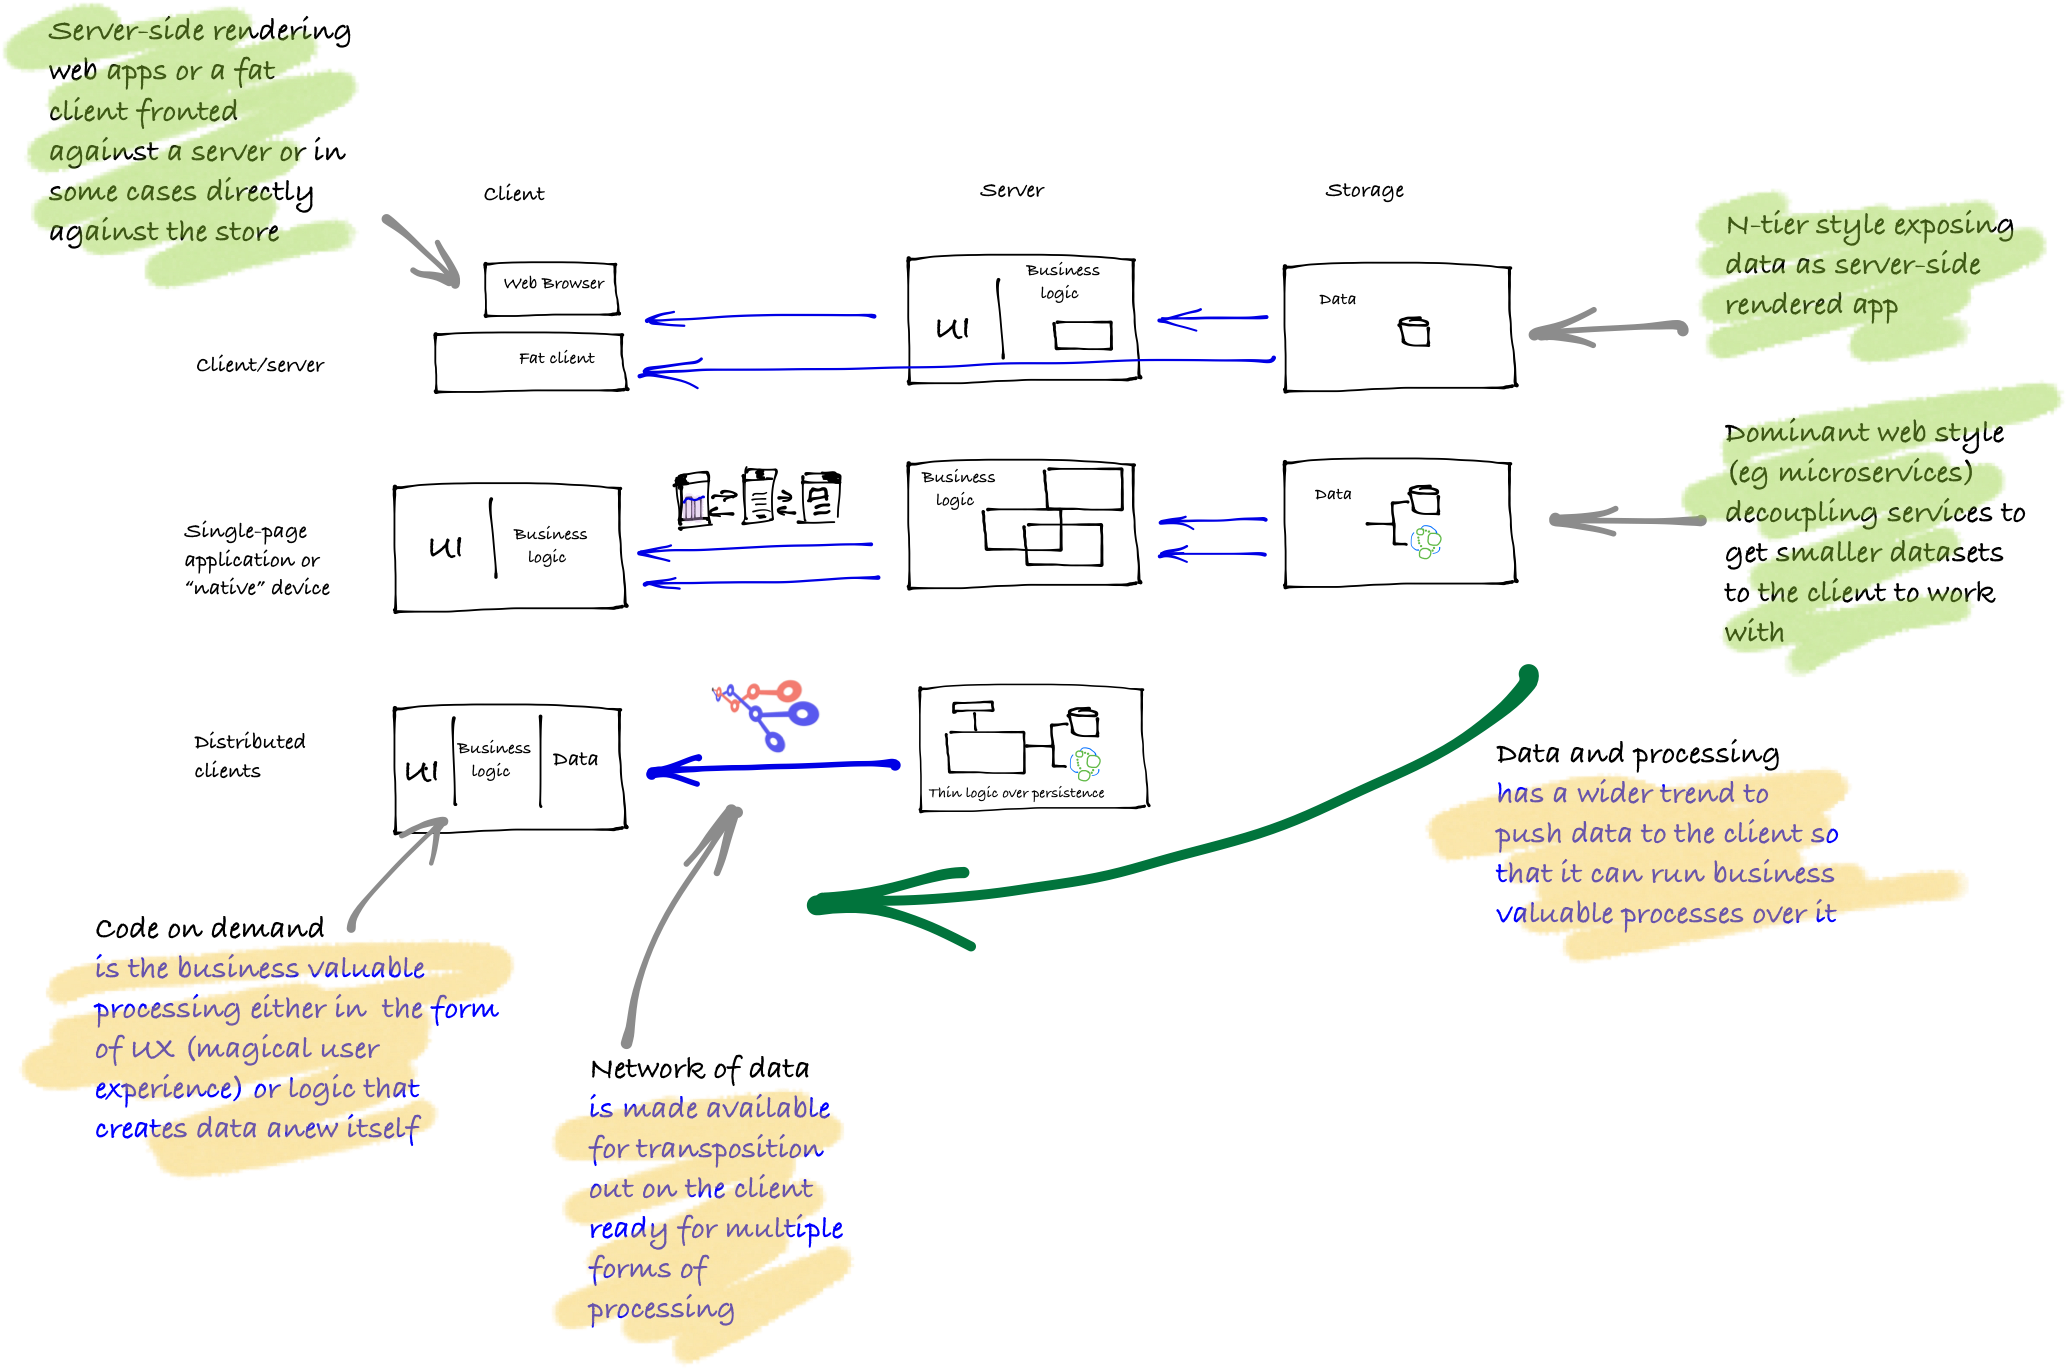 Server-side rendering
web apps or a fat
client fronted
against a server or in
some cases directly
against the store
Client
Server
Storage
N-tier style exposing
data as server-side
rendered app
Client/server
Web Browser
Fat client
UI
Business
logic
Data
Single-page
application or
“native” device
UI
Business
logic
Business
logic
Data
Dominant web style
(eg microservices)
decoupling services to
get smaller datasets
to the client to work
with
Distributed
clients
UI
Business
logic
Data
Thin logic over persistence
Data and processing
has a wider trend to
push data to the client so
that it can run business
valuable processes over it
Code on demand
is the business valuable
processing either in the form
of UX (magical user
experience) or logic that
creates data anew itself
Network of data
is made available
for transposition
out on the client
ready for multiple
forms of
processing